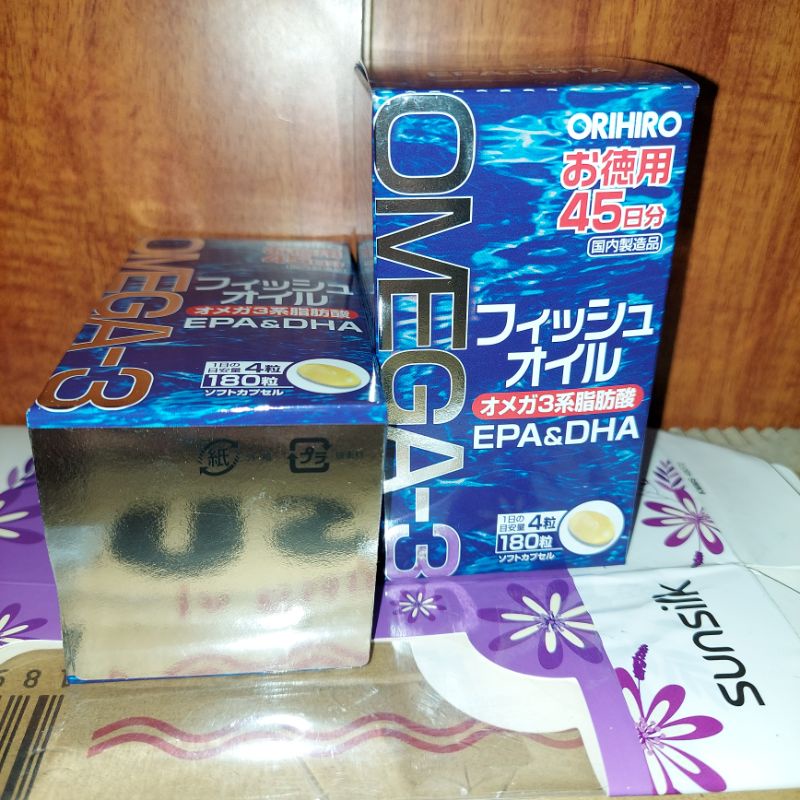 EPA&DHA
ORIHIRO
お徳用
45日分
国内製造品
OMEGA-3
フィッシュ
オイル
オメガ3系脂肪酸
EPA&DHA
1日の
目安量 4粒
180粒
ソフトカプセル
OMEGA-3
フィッシュ
オイル
オメガ3系脂肪酸
EPA&DHA
1日の
目安量 4粒
180粒
ソフトカプセル
紙
プラ
sunsilk